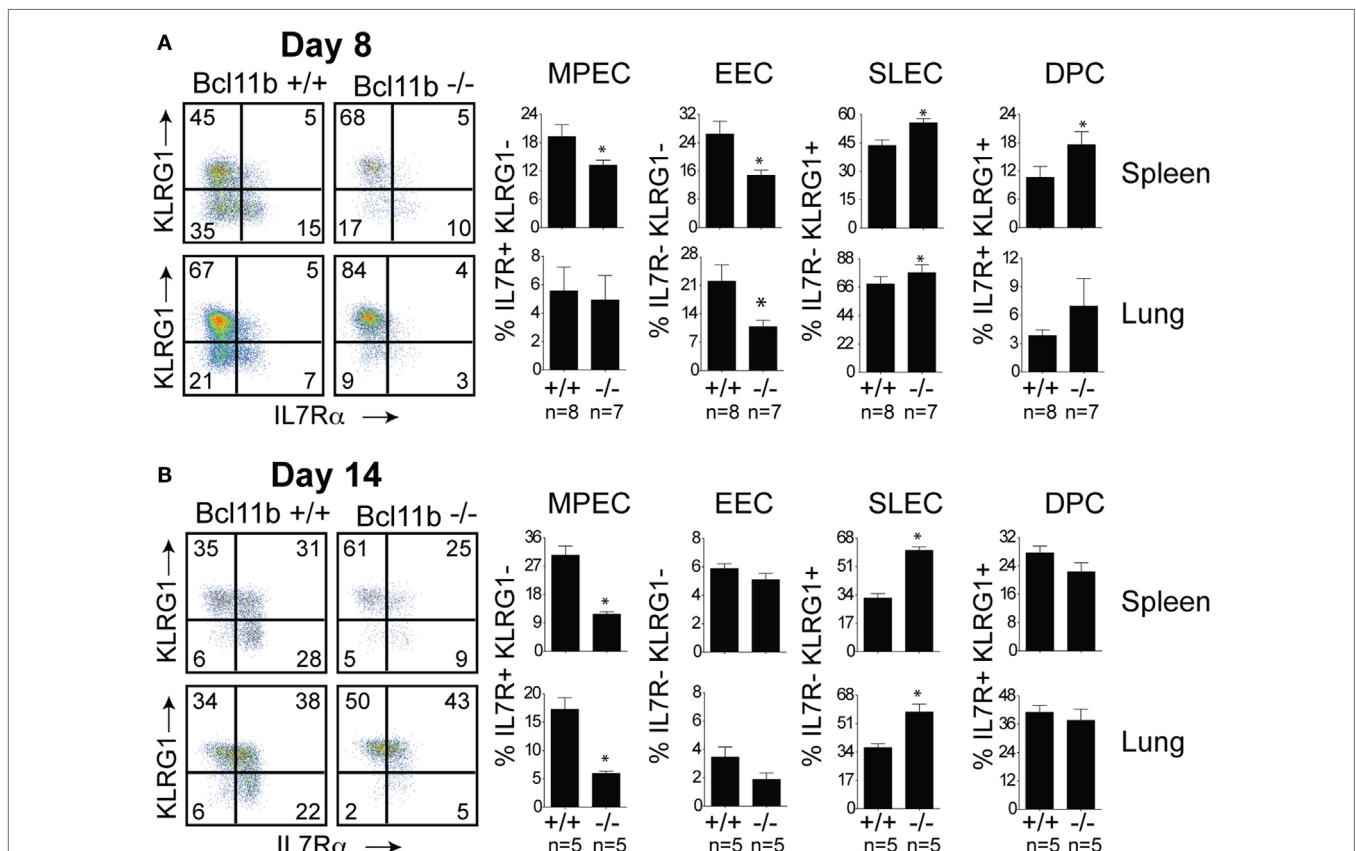 A
Day 8
Bcl11b +/+
Bcl11b -/-
MPEC
EEC
SLEC
DPC
KLRG1
45 5
35 15
68 5
17 10
KLRG1
67 5
21 7
84 4
9 3
IL7Rα
% IL7R+ KLRG1-
24
18
12
6
0
*
8
6
4
2
0
+/+ -/-
n=8 n=7
% IL7R- KLRG1-
32
24
16
8
0
*
28
21
14
7
0
*
+/+ -/-
n=8 n=7
% IL7R- KLRG1+
60
45
30
15
0
*
88
66
44
22
0
*
+/+ -/-
n=8 n=7
% IL7R+ KLRG1+
24
18
12
6
0
*
12
9
6
3
0
+/+ -/-
n=8 n=7
Spleen
Lung
B
Day 14
Bcl11b +/+
Bcl11b -/-
MPEC
EEC
SLEC
DPC
KLRG1
35 31
6 28
61 25
5 9
KLRG1
34 38
6 22
50 43
2 5
IL7Rα
% IL7R+ KLRG1-
36
27
18
9
0
*
20
15
10
5
0
*
+/+ -/-
n=5 n=5
% IL7R- KLRG1-
8
6
4
2
0
8
6
4
2
0
+/+ -/-
n=5 n=5
% IL7R- KLRG1+
68
51
34
17
0
*
68
51
34
17
0
*
+/+ -/-
n=5 n=5
% IL7R+ KLRG1+
32
24
16
8
0
48
36
24
12
0
+/+ -/-
n=5 n=5
Spleen
Lung